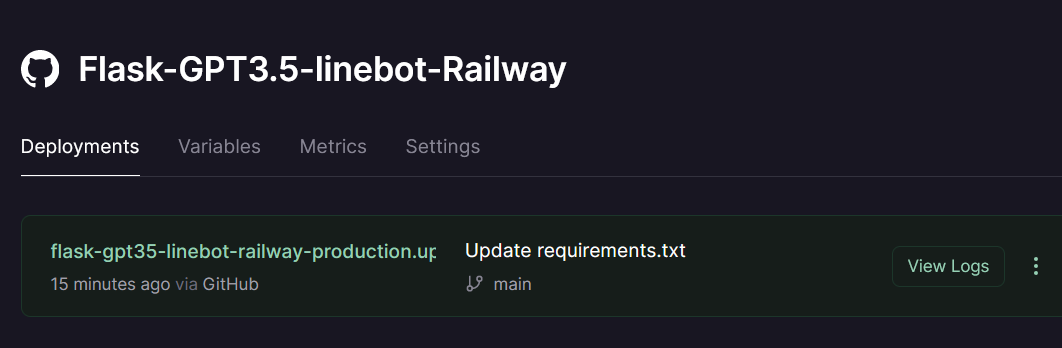 Flask-GPT3.5-linebot-Railway
Deployments Variables Metrics Settings
flask-gpt35-linebot-railway-production.up Update requirements.txt View Logs
15 minutes ago via GitHub main